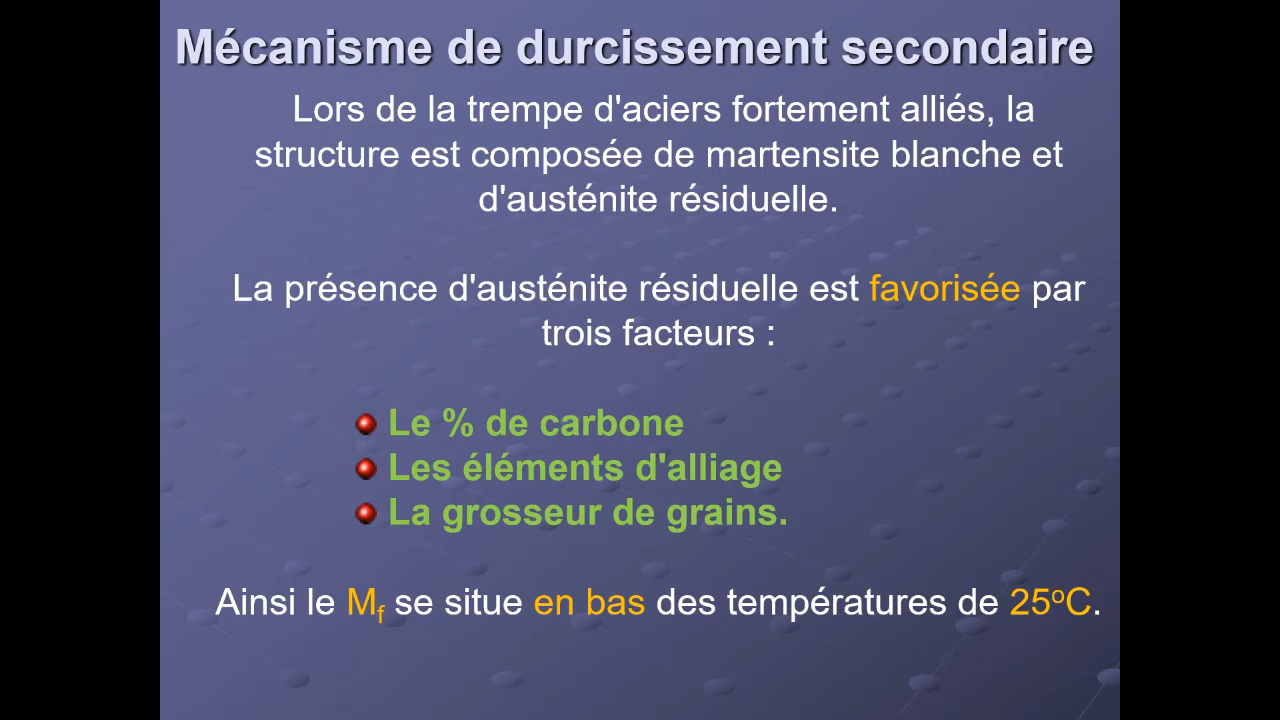 Mécanisme de durcissement secondaire
Lors de la trempe d'aciers fortement alliés, la
structure est composée de martensite blanche et
d'austénite résiduelle.
La présence d'austénite résiduelle est favorisée par
trois facteurs :
Le % de carbone
Les éléments d'alliage
La grosseur de grains.
Ainsi le Mf se situe en bas des températures de 25ºC.